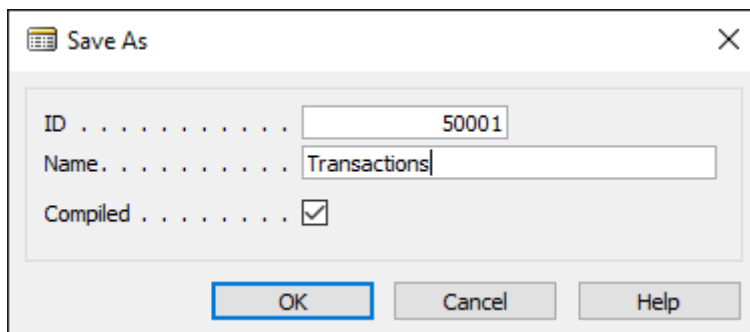 Save As
ID . . . . . . . . . . . 50001
Name. . . . . . . . . . Transactions
Compiled . . . . . . . .
OK Cancel Help